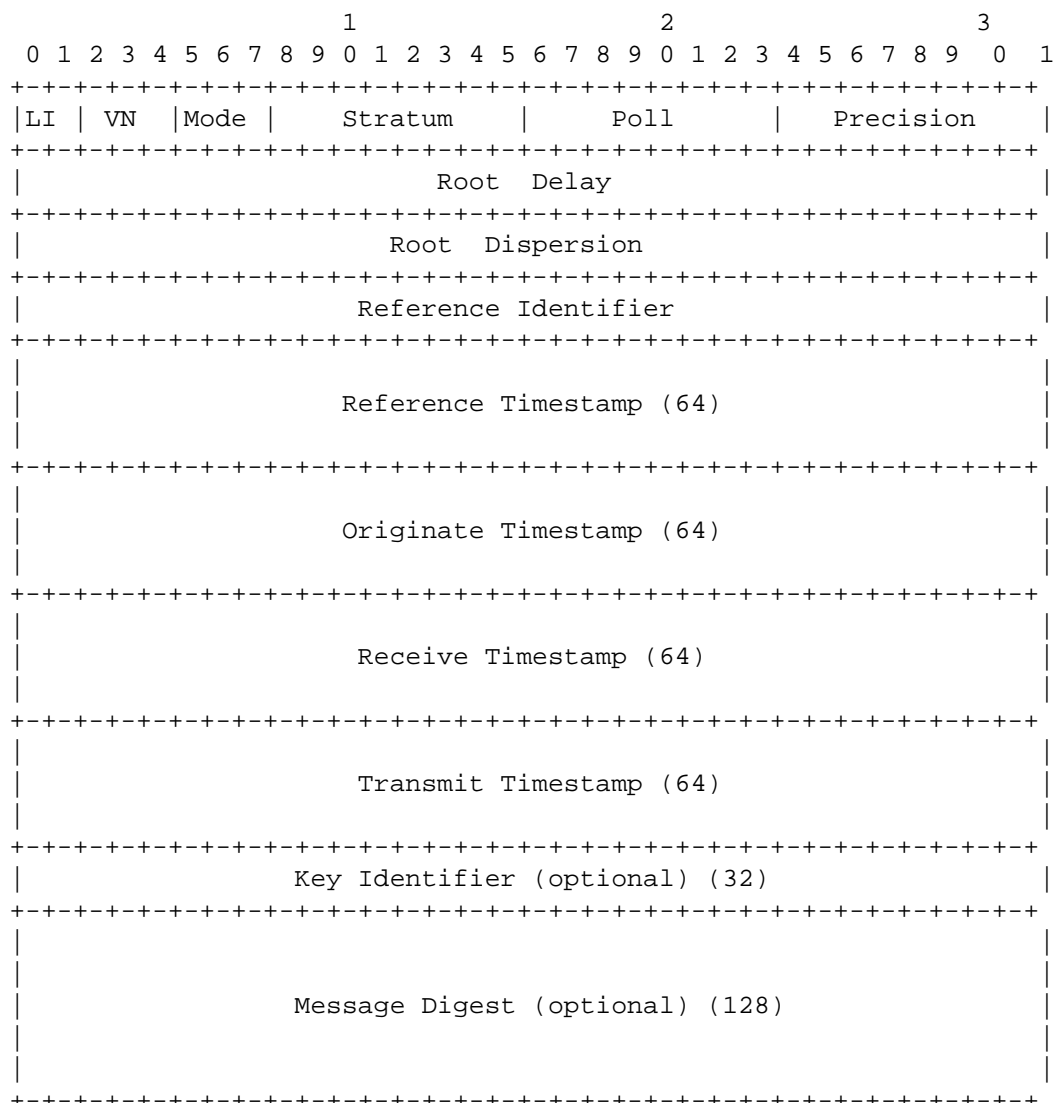 1 2 3
0 1 2 3 4 5 6 7 8 9 0 1 2 3 4 5 6 7 8 9 0 1 2 3 4 5 6 7 8 9 0 1
+-+-+-+-+-+-+-+-+-+-+-+-+-+-+-+-+-+-+-+-+-+-+-+-+-+-+-+-+-+-+-+-+
|LI | VN |Mode | Stratum | Poll | Precision |
+-+-+-+-+-+-+-+-+-+-+-+-+-+-+-+-+-+-+-+-+-+-+-+-+-+-+-+-+-+-+-+-+
| Root Delay |
+-+-+-+-+-+-+-+-+-+-+-+-+-+-+-+-+-+-+-+-+-+-+-+-+-+-+-+-+-+-+-+-+
| Root Dispersion |
+-+-+-+-+-+-+-+-+-+-+-+-+-+-+-+-+-+-+-+-+-+-+-+-+-+-+-+-+-+-+-+-+
| Reference Identifier |
+-+-+-+-+-+-+-+-+-+-+-+-+-+-+-+-+-+-+-+-+-+-+-+-+-+-+-+-+-+-+-+-+
| |
| Reference Timestamp (64) |
| |
+-+-+-+-+-+-+-+-+-+-+-+-+-+-+-+-+-+-+-+-+-+-+-+-+-+-+-+-+-+-+-+-+
| |
| Originate Timestamp (64) |
| |
+-+-+-+-+-+-+-+-+-+-+-+-+-+-+-+-+-+-+-+-+-+-+-+-+-+-+-+-+-+-+-+-+
| |
| Receive Timestamp (64) |
| |
+-+-+-+-+-+-+-+-+-+-+-+-+-+-+-+-+-+-+-+-+-+-+-+-+-+-+-+-+-+-+-+-+
| |
| Transmit Timestamp (64) |
| |
+-+-+-+-+-+-+-+-+-+-+-+-+-+-+-+-+-+-+-+-+-+-+-+-+-+-+-+-+-+-+-+-+
| Key Identifier (optional) (32) |
+-+-+-+-+-+-+-+-+-+-+-+-+-+-+-+-+-+-+-+-+-+-+-+-+-+-+-+-+-+-+-+-+
| |
| |
| Message Digest (optional) (128) |
| |
| |
+-+-+-+-+-+-+-+-+-+-+-+-+-+-+-+-+-+-+-+-+-+-+-+-+-+-+-+-+-+-+-+-+